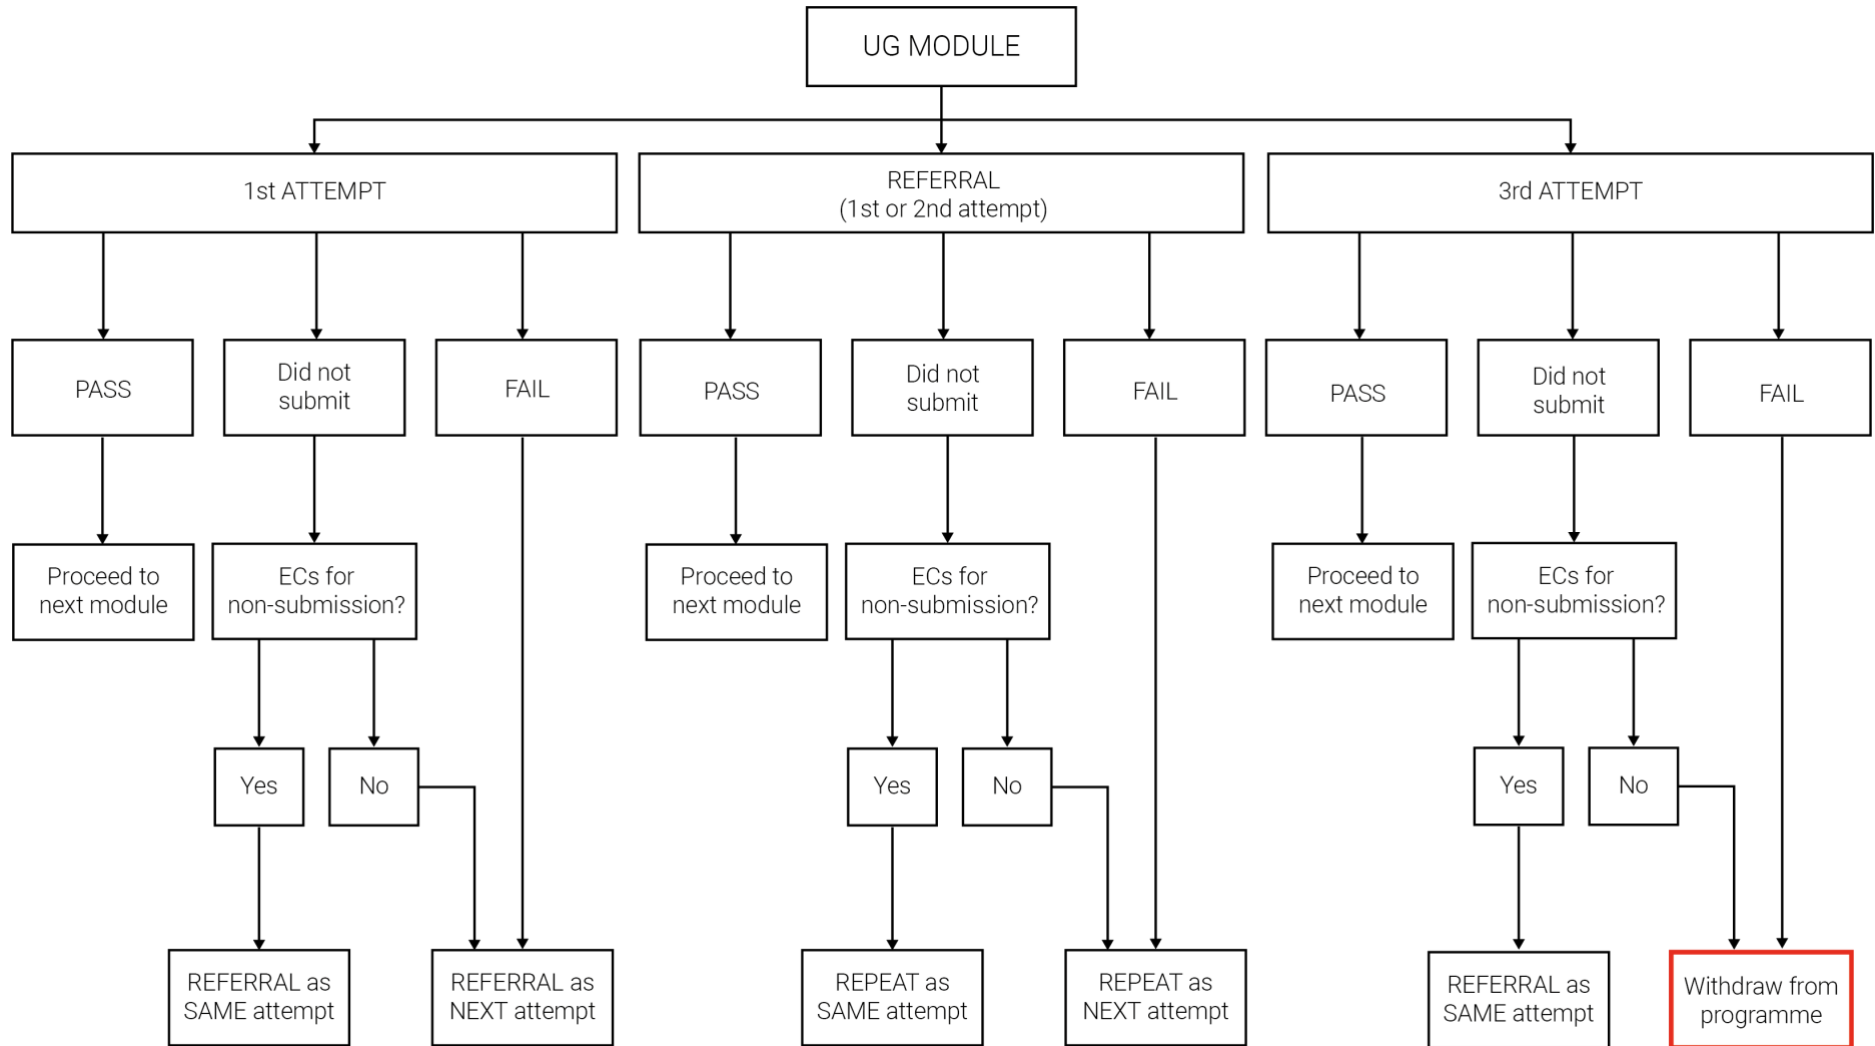 UG MODULE
1st ATTEMPT
REFERRAL
(1st or 2nd attempt)
3rd ATTEMPT
PASS
Did not
submit
FAIL
PASS
Did not
submit
FAIL
PASS
Did not
submit
FAIL
Proceed to
next module
ECs for
non-submission?
Proceed to
next module
ECs for
non-submission?
Proceed to
next module
ECs for
non-submission?
Yes
No
Yes
No
Yes
No
REFERRAL as
SAME attempt
REFERRAL as
NEXT attempt
REPEAT as
SAME attempt
REPEAT as
NEXT attempt
REFERRAL as
SAME attempt
Withdraw from
programme